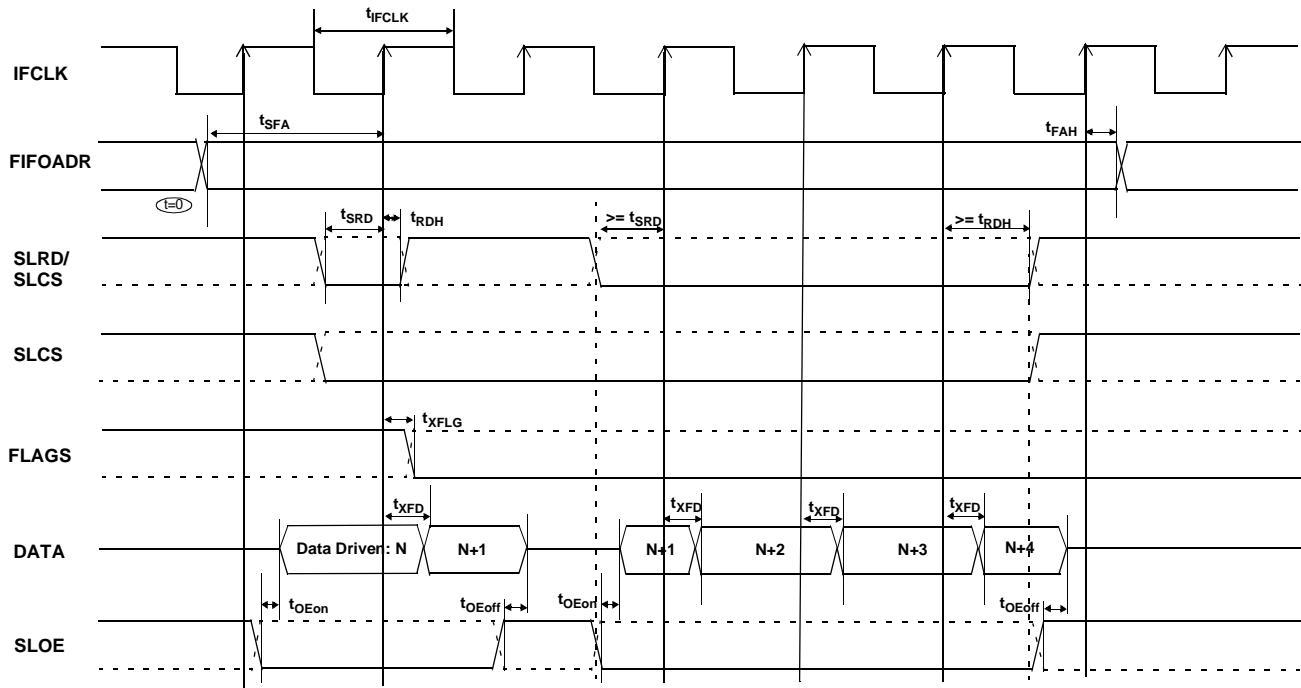 tIFCLK
IFCLK
tSFA
tFAH
FIFOADR
t=0
tSRD
tRDH
>= tSRD
>= tRDH
SLRD/
SLCS
SLCS
tXFLG
FLAGS
tXFD
tXFD
tXFD
tXFD
DATA
Data Driven: N
N+1
N+1
N+2
N+3
N+4
tOEon
tOEoff
tOEon
tOEoff
SLOE